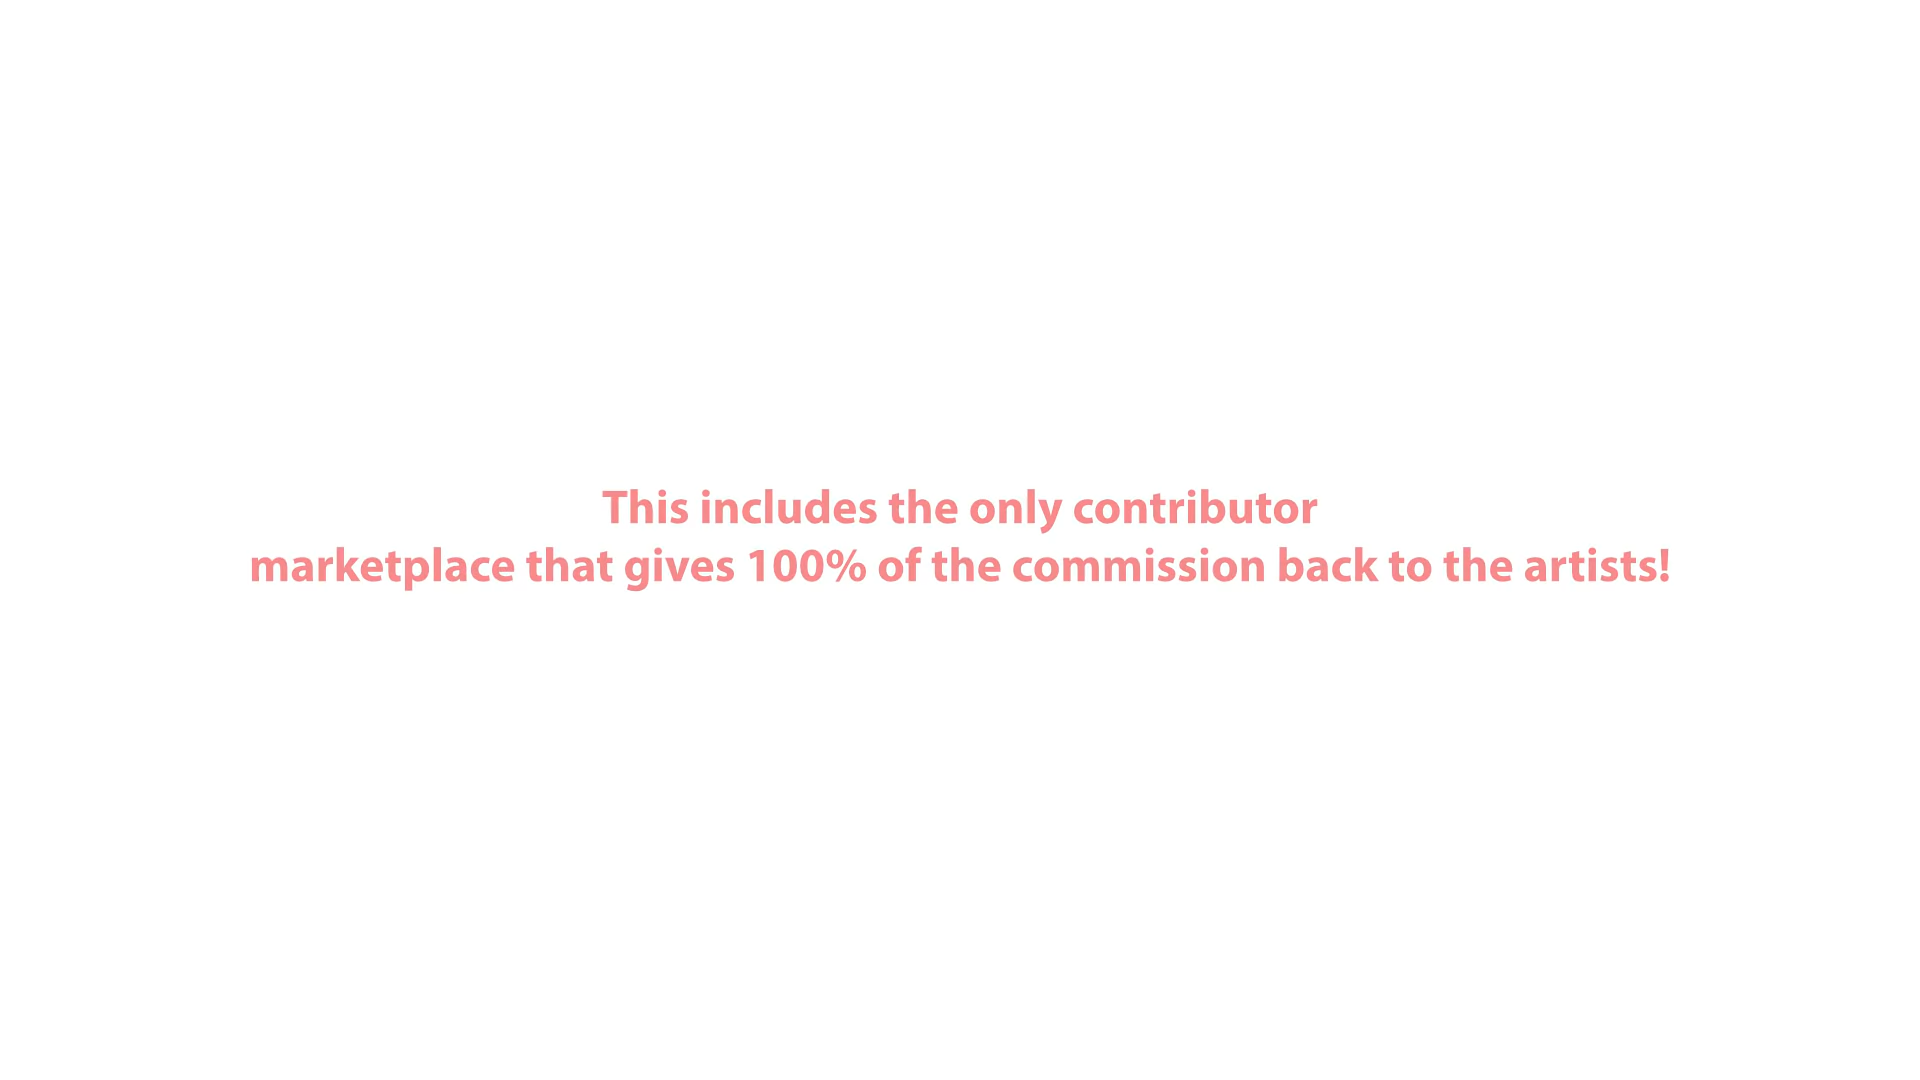 This includes the only contributor
marketplace that gives 100% of the commission back to the artists!